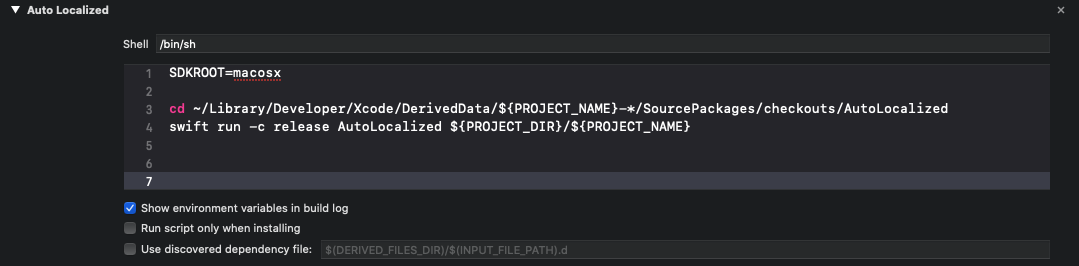 Auto Localized
Shell /bin/sh
1 SDKROOT=macosx
2
3 cd ~/Library/Developer/Xcode/DerivedData/${PROJECT_NAME}-*/SourcePackages/checkouts/AutoLocalized
4 swift run -c release AutoLocalized ${PROJECT_DIR}/${PROJECT_NAME}
5
6
7
Show environment variables in build log
Run script only when installing
Use discovered dependency file: $(DERIVED_FILES_DIR)/$(INPUT_FILE_PATH).d